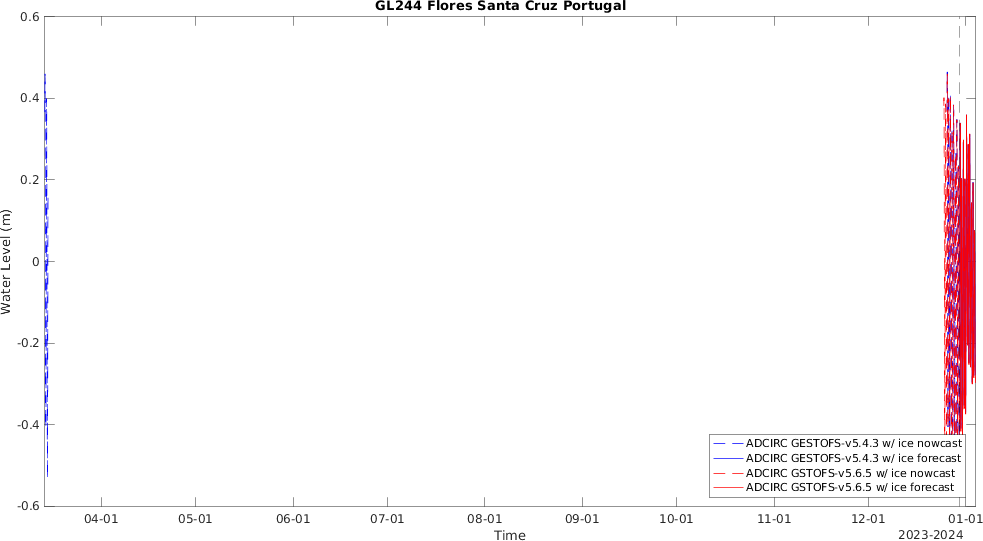 GL244 Flores Santa Cruz Portugal
0.6
0.4
0.2
0
-0.2
-0.4
-0.6
Water Level (m)
04-01 05-01 06-01 07-01 08-01 09-01 10-01 11-01 12-01 01-01
Time
2023-2024
ADCIRC GESTOFS-v5.4.3 w/ ice nowcast
ADCIRC GESTOFS-v5.4.3 w/ ice forecast
ADCIRC GSTOFS-v5.6.5 w/ ice nowcast
ADCIRC GSTOFS-v5.6.5 w/ ice forecast